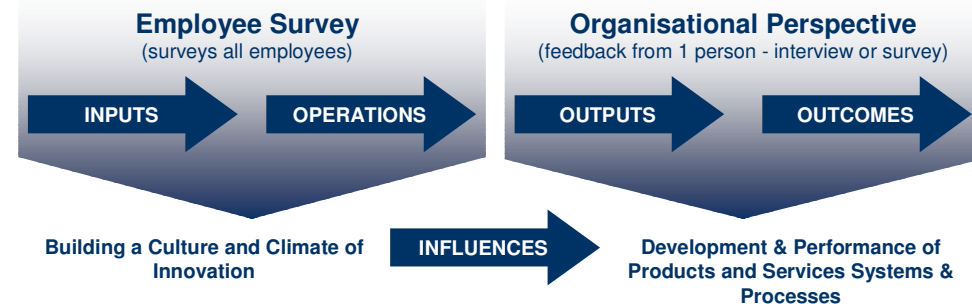 Employee Survey
(surveys all employees)
INPUTS
OPERATIONS
Organisational Perspective
(feedback from 1 person - interview or survey)
OUTPUTS
OUTCOMES
Building a Culture and Climate of
Innovation
INFLUENCES
Development & Performance of
Products and Services Systems &
Processes